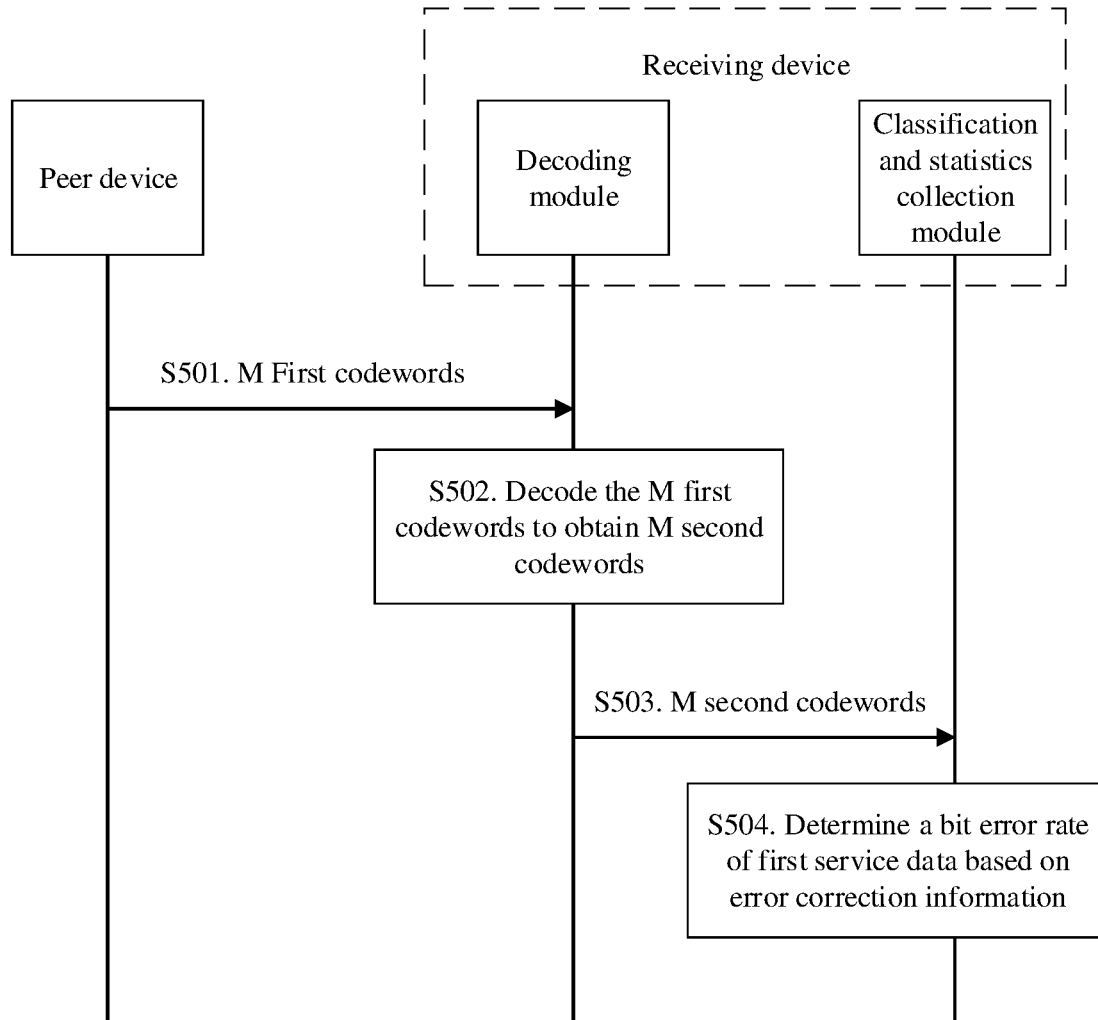 Receiving device
Peer device
Decoding
module
Classification
and statistics
collection
module
S501. M First codewords
S502. Decode the M first
codewords to obtain M second
codewords
S503. M second codewords
S504. Determine a bit error rate
of first service data based on
error correction information